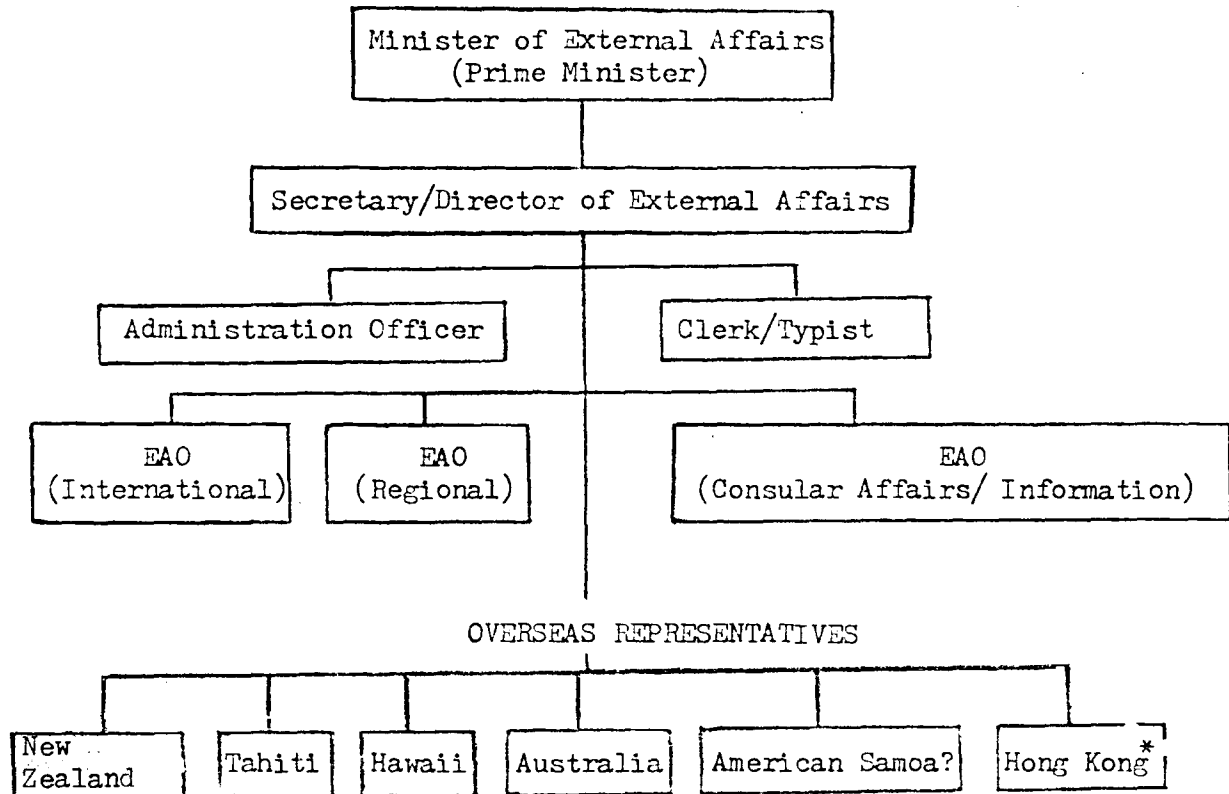 Minister of External Affairs
(Prime Minister)
Secretary/Director of External Affairs
Administration Officer
Clerk/Typist
EAO
(International)
EAO
(Regional)
EAO
(Consular Affairs/ Information)
OVERSEAS REPRESENTATIVES
New
Zealand
Tahiti
Hawaii
Australia
American Samoa?
Hong Kong*